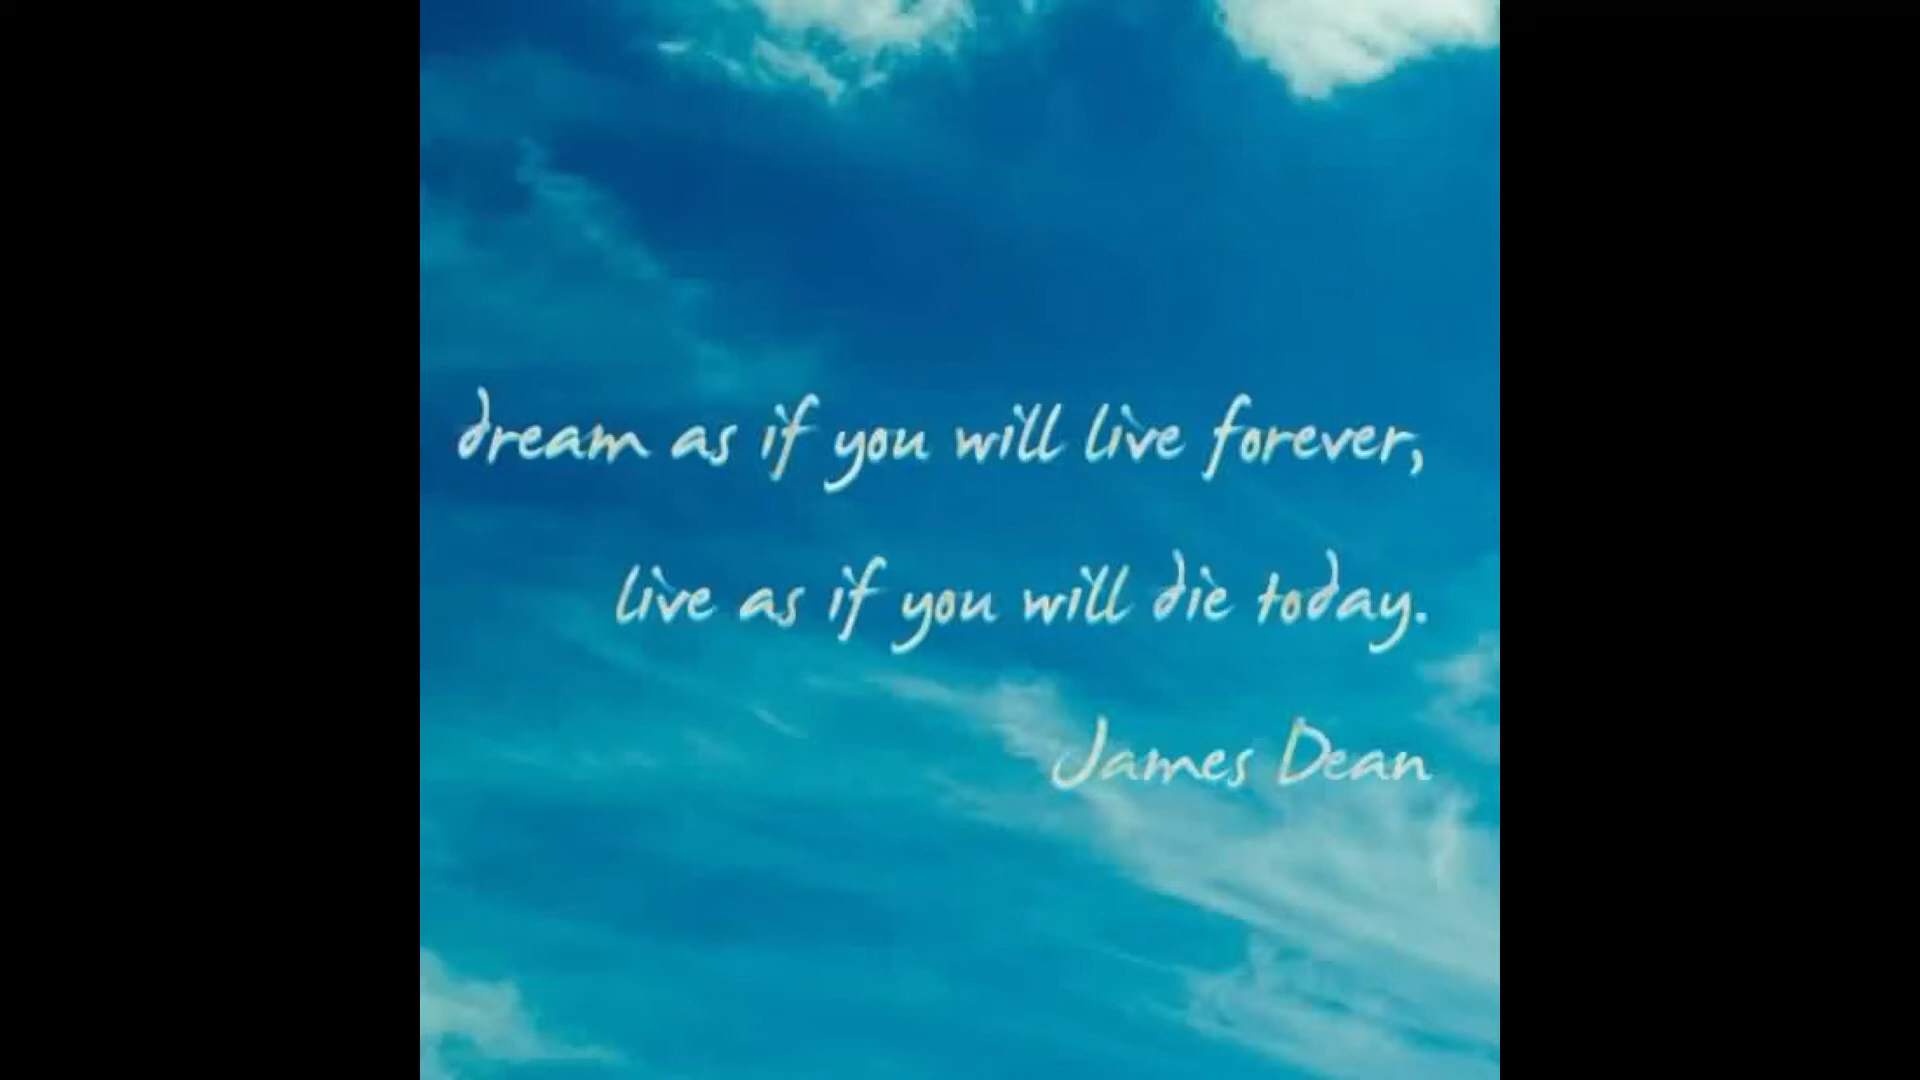 dream as if you will live forever,
live as if you will die today.
James Dean